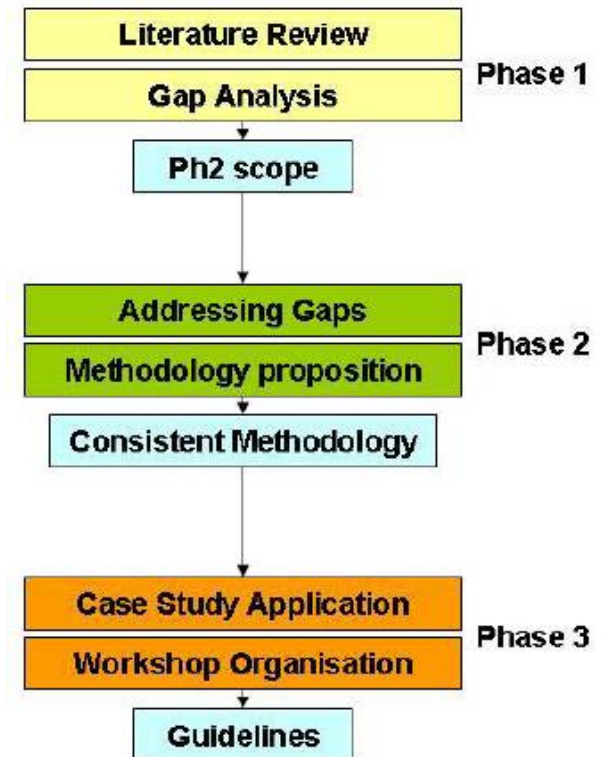 Literature Review
Gap Analysis
Phase 1
Ph2 scope
Addressing Gaps
Methodology proposition
Phase 2
Consistent Methodology
Case Study Application
Workshop Organisation
Phase 3
Guidelines